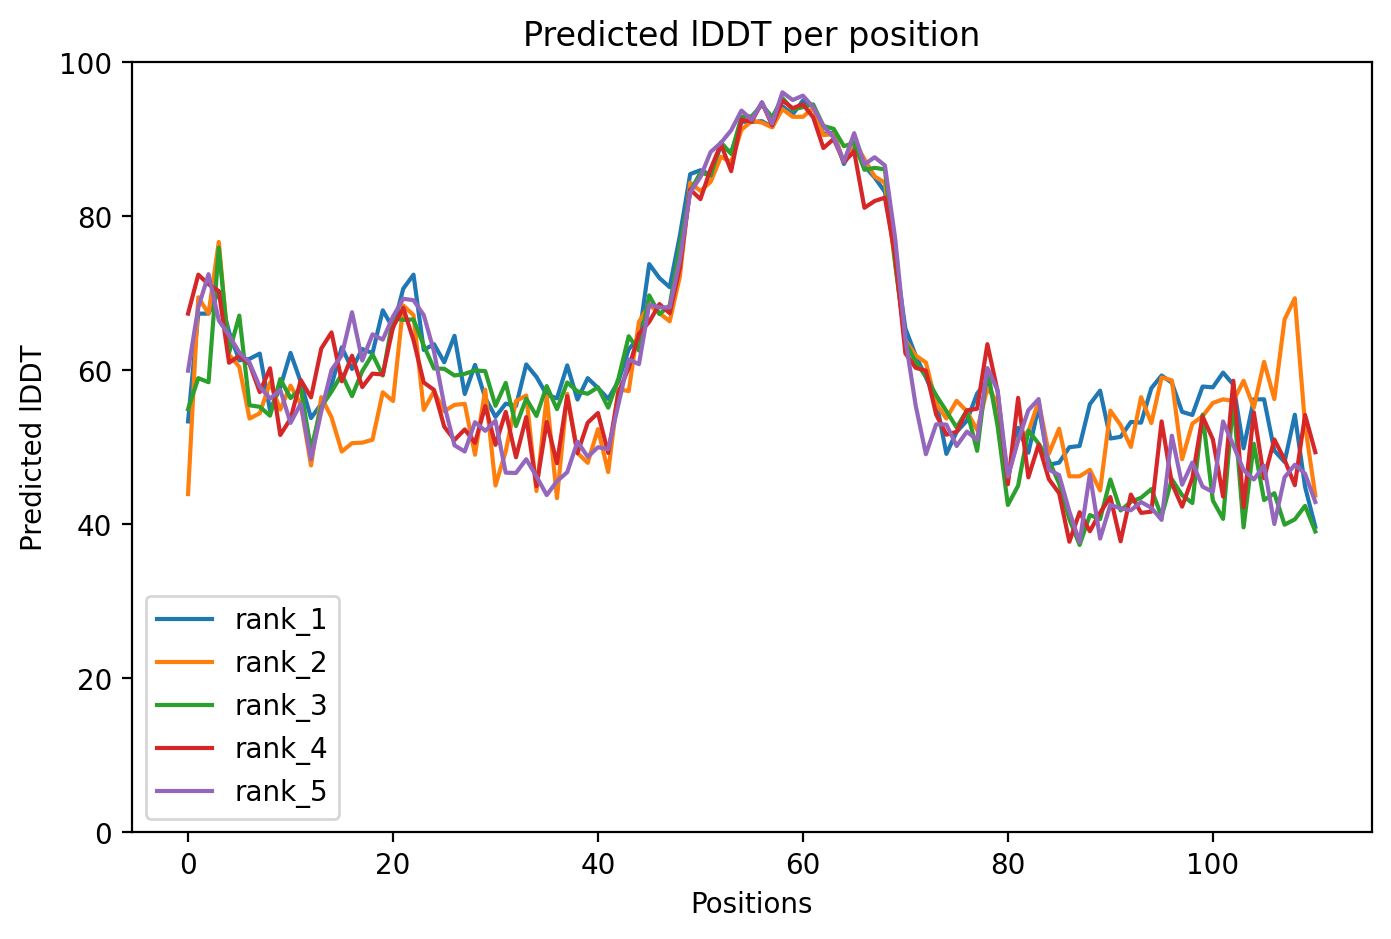 Predicted lDDT per position
100
80
60
40
20
0
Predicted lDDT
rank_1
rank_2
rank_3
rank_4
rank_5
0 20 40 60 80 100
Positions